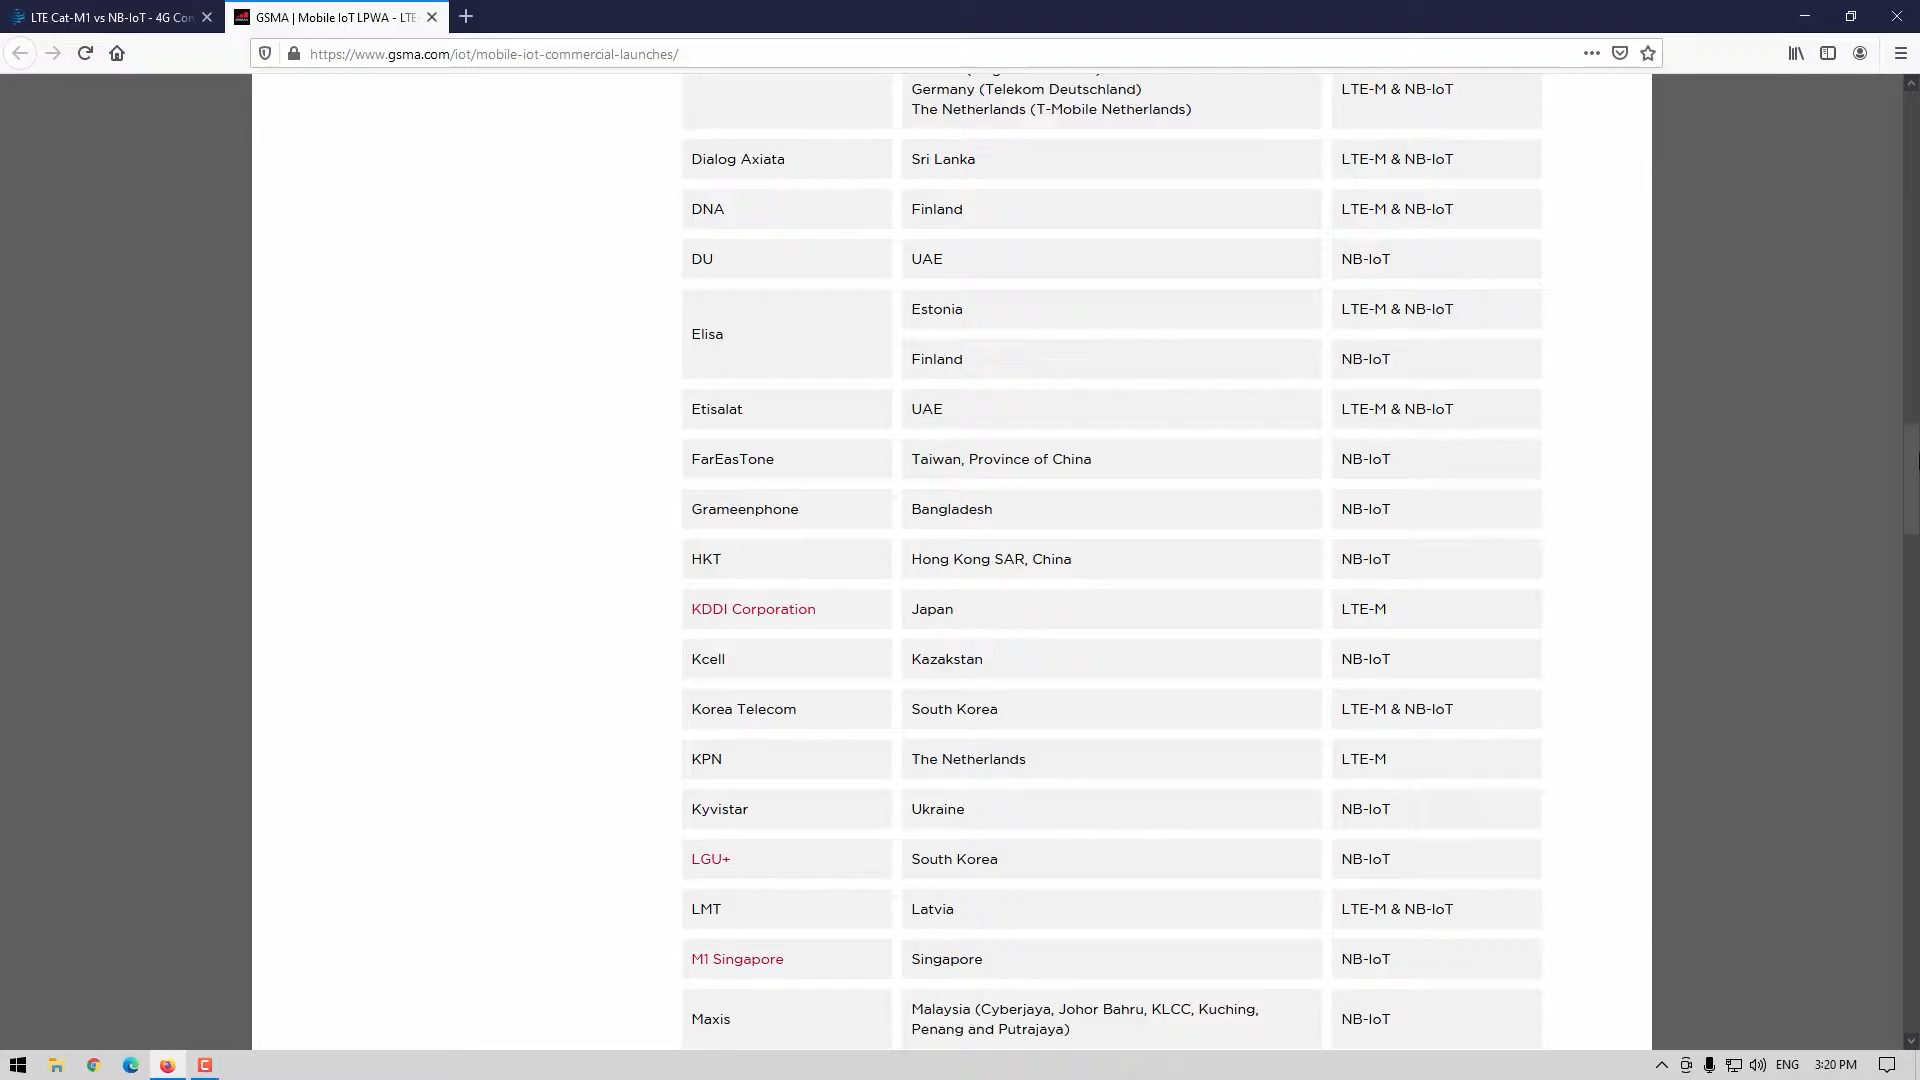 LTE Cat-M1 vs NB-IoT - 4G Con
GSMA | Mobile IoT LPWA - LTE-
https://www.gsma.com/iot/mobile-iot-commercial-launches/
Germany (Telekom Deutschland)
The Netherlands (T-Mobile Netherlands)
LTE-M & NB-IoT
Dialog Axiata
Sri Lanka
LTE-M & NB-IoT
DNA
Finland
LTE-M & NB-IoT
DU
UAE
NB-IoT
Elisa
Estonia
LTE-M & NB-IoT
Finland
NB-IoT
Etisalat
UAE
LTE-M & NB-IoT
FarEasTone
Taiwan, Province of China
NB-IoT
Grameenphone
Bangladesh
NB-IoT
HKT
Hong Kong SAR, China
NB-IoT
KDDI Corporation
Japan
LTE-M
Kcell
Kazakstan
NB-IoT
Korea Telecom
South Korea
LTE-M & NB-IoT
KPN
The Netherlands
LTE-M
Kyvistar
Ukraine
NB-IoT
LGU+
South Korea
NB-IoT
LMT
Latvia
LTE-M & NB-IoT
M1 Singapore
Singapore
NB-IoT
Maxis
Malaysia (Cyberjaya, Johor Bahru, KLCC, Kuching,
Penang and Putrajaya)
NB-IoT
ENG
3:20 PM